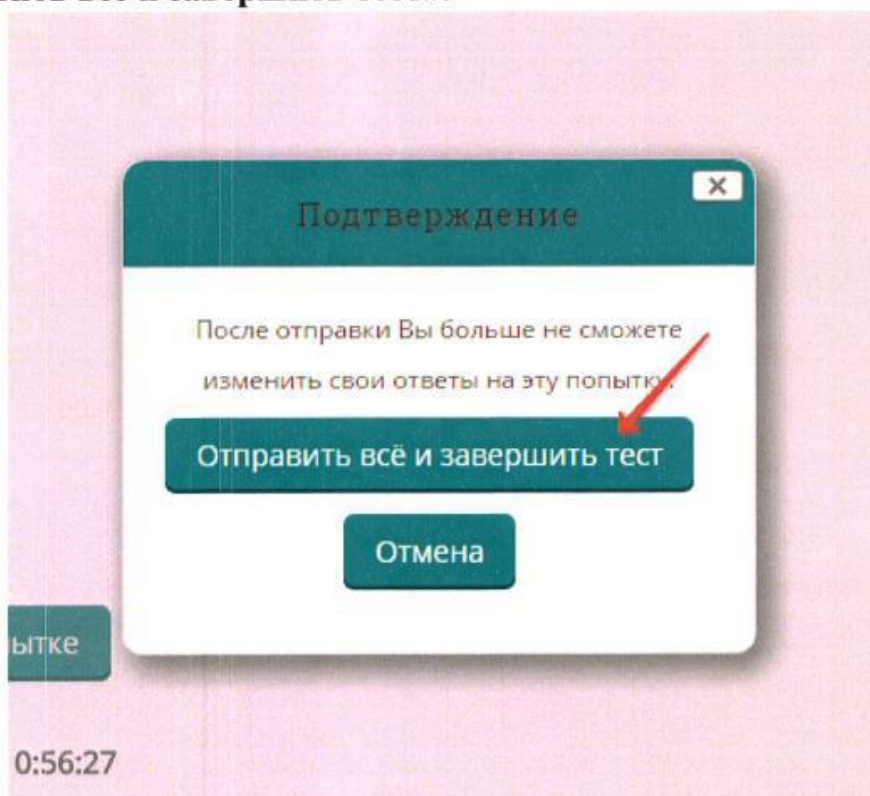 Подтверждение
После отправки Вы больше не сможете
изменить свои ответы на эту попытку.
Отправить всё и завершить тест
Отмена
ытке
0:56:27